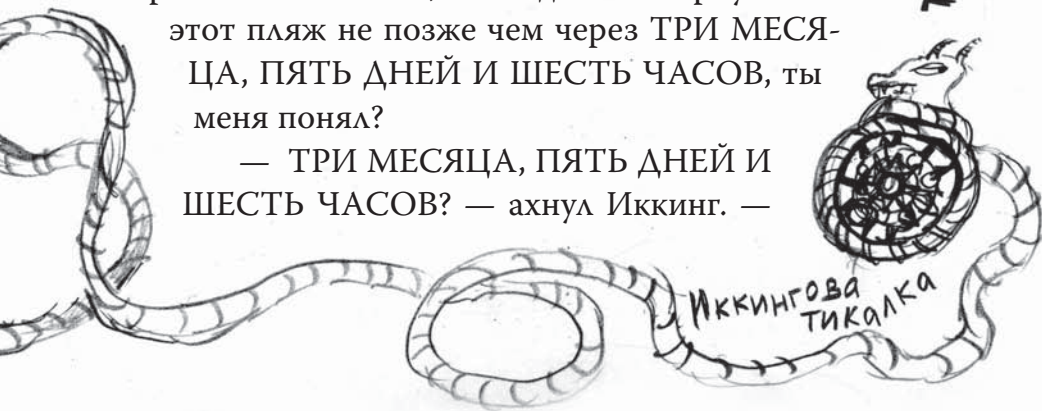 этот пляж не позже чем через ТРИ МЕСЯ-
ЦА, ПЯТЬ ДНЕЙ И ШЕСТЬ ЧАСОВ, ты
меня понял?
— ТРИ МЕСЯЦА, ПЯТЬ ДНЕЙ И
ШЕСТЬ ЧАСОВ? — ахнул Иккинг. —
Иккингова
тикалка